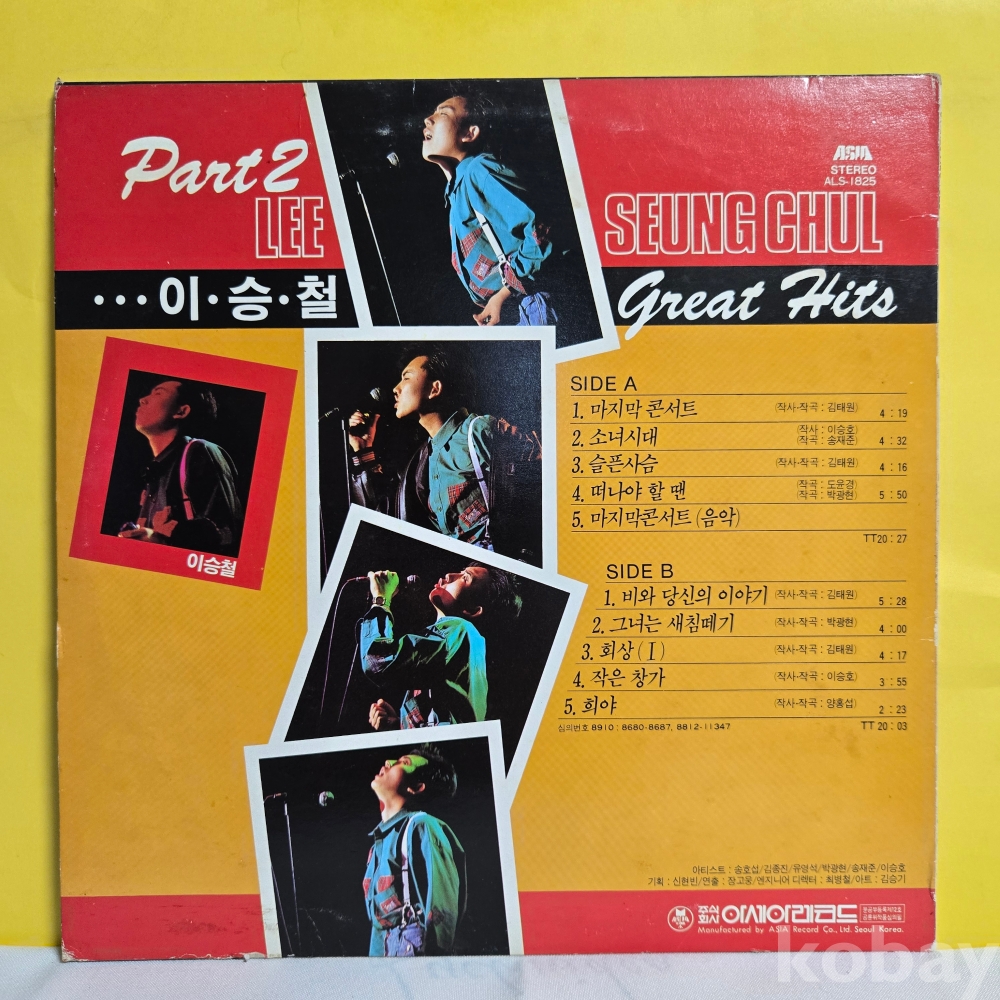 Part 2
ASIA
STEREO
ALS-1825
LEE SEUNG CHUL
···이·승·철 Great Hits
이승철
SIDE A
1. 마지막 콘서트 (작사·작곡 : 김태원) 4 : 19
2. 소녀시대 (작사 : 이승호) (작곡 : 송재준) 4 : 32
3. 슬픈사슴 (작사·작곡 : 김태원) 4 : 16
4. 떠나야 할 땐 (작곡 : 도윤경) (작곡 : 박광현) 5 : 50
5. 마지막콘서트 (음악)
TT 20 : 27
SIDE B
1. 비와 당신의 이야기 (작사·작곡 : 김태원) 5 : 28
2. 그녀는 새침떼기 (작사·작곡 : 박광현) 4 : 00
3. 회상 (I) (작사·작곡 : 김태원) 4 : 17
4. 작은 창가 (작사·작곡 : 이승호) 3 : 55
5. 희야 (작사·작곡 : 양홍섭) 2 : 23
심의번호 8910 : 8680-8687, 8812-11347 TT 20 : 03
아티스트 : 송호섭/김종진/유영석/박광현/송재준/이승호
기획 : 신현빈/연출 : 장고웅/엔지니어 디렉터 : 최병철/아트 : 김승기
주식회사 아세아레코드
Manufactured by ASIA Record Co., Ltd. Seoul Korea.
kobay